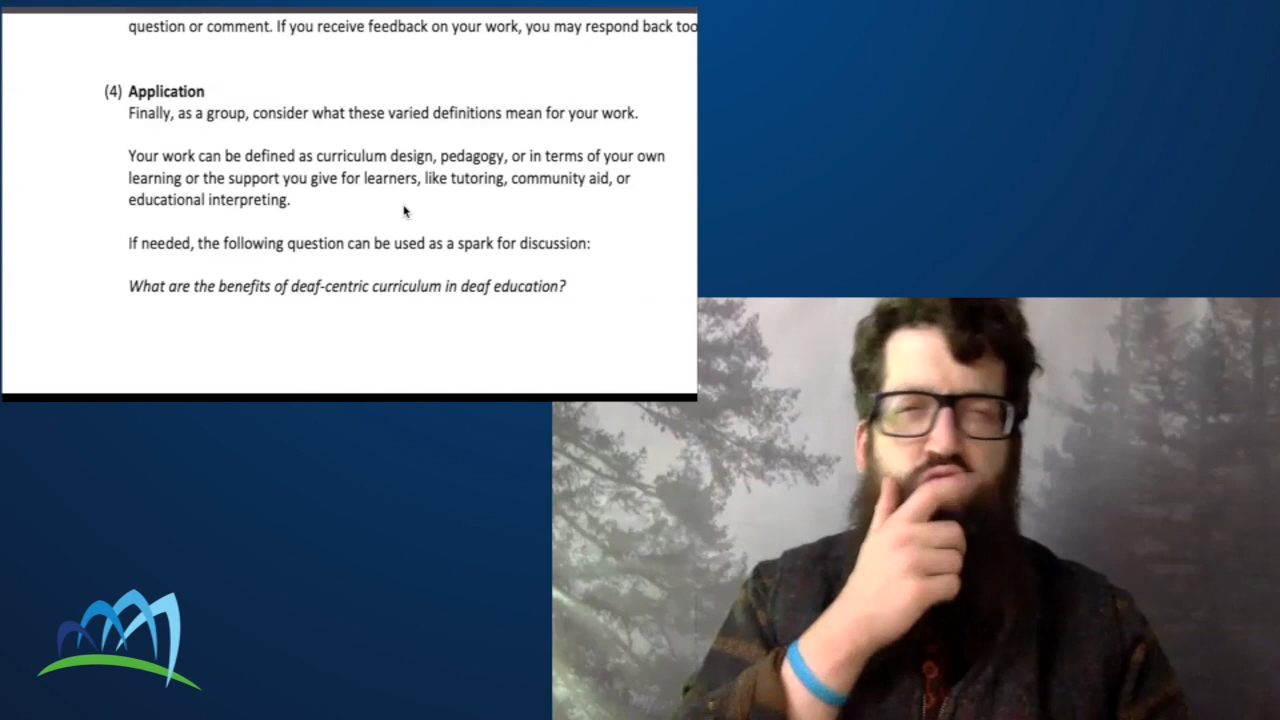 question or comment. If you receive feedback on your work, you may respond back too
(4) Application
Finally, as a group, consider what these varied definitions mean for your work.
Your work can be defined as curriculum design, pedagogy, or in terms of your own
learning or the support you give for learners, like tutoring, community aid, or
educational interpreting.
If needed, the following question can be used as a spark for discussion:
What are the benefits of deaf-centric curriculum in deaf education?